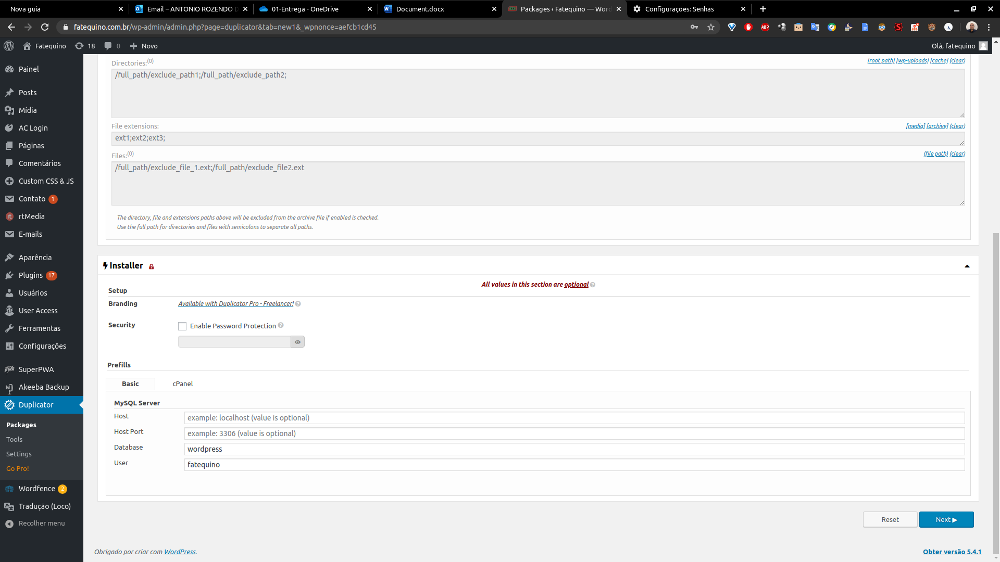 Nova guia
Email – ANTONIO ROZENDO D
01-Entrega - OneDrive
Document.docx
Packages ‹ Fatequino — Word
Configurações: Senhas
fatequino.com.br/wp-admin/admin.php?page=duplicator&tab=new1&_wpnonce=aefcb1cd45
Fatequino
18
0
Novo
Olá, fatequino
Painel
Posts
Mídia
AC Login
Páginas
Comentários
Custom CSS & JS
Contato 1
rtMedia
E-mails
Aparência
Plugins 17
Usuários
User Access
Ferramentas
Configurações
SuperPWA
Akeeba Backup
Duplicator
Packages
Tools
Settings
Go Pro!
Wordfence 2
Tradução (Loco)
Recolher menu
Directories:(0)
[root path] [wp-uploads] [cache] (clear)
/full_path/exclude_path1;/full_path/exclude_path2;
File extensions:
[media] [archive] (clear)
ext1;ext2;ext3;
Files:(0)
(file path) (clear)
/full_path/exclude_file_1.ext;/full_path/exclude_file2.ext
The directory, file and extensions paths above will be excluded from the archive file if enabled is checked.
Use the full path for directories and files with semicolons to separate all paths.
Installer
All values in this section are optional
Setup
Branding
Available with Duplicator Pro - Freelancer!
Security
Enable Password Protection
Prefills
Basic
cPanel
MySQL Server
Host
example: localhost (value is optional)
Host Port
example: 3306 (value is optional)
Database
wordpress
User
fatequino
Reset
Next ▶
Obrigado por criar com WordPress.
Obter versão 5.4.1